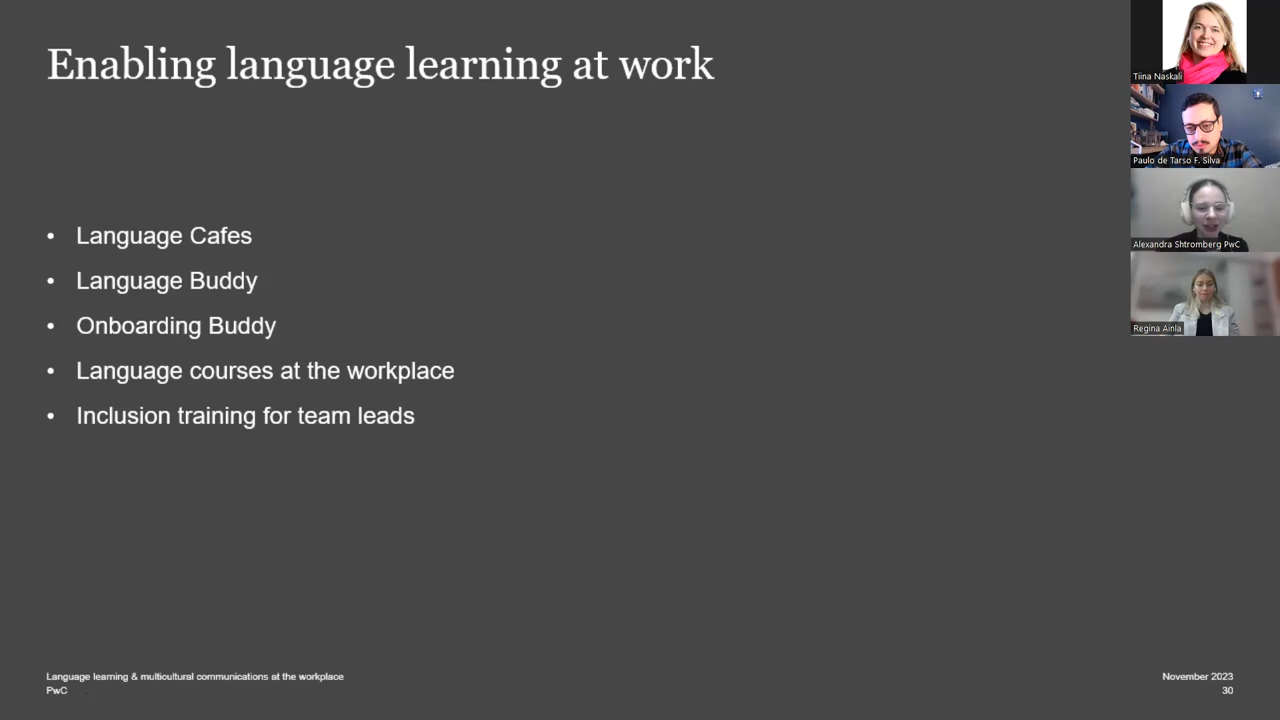 Enabling language learning at work
• Language Cafes
• Language Buddy
• Onboarding Buddy
• Language courses at the workplace
• Inclusion training for team leads
Language learning & multicultural communications at the workplace
PwC
November 2023
30
Tiina Naskali
Paulo de Tarso F. Silva
Alexandra Shtromberg PwC
Regina Ainla